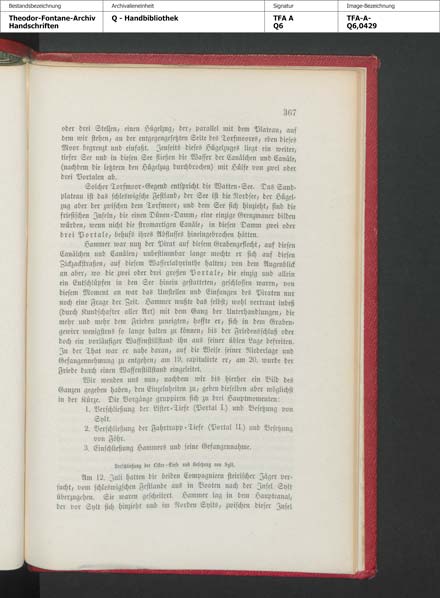 Bestandsbezeichnung
Theodor-Fontane-Archiv
Handschriften
Archivalieneinheit
Q - Handbibliothek
Signatur
TFA A
Q6
Image-Bezeichnung
TFA-A-
Q6,0429
367
oder drei Stellen, einen Hügelzug, der, parallel mit dem Plateau, auf
dem wir stehen, an der entgegengesetzten Seite des Torfmoores, eben dieses
Moor begrenzt und einfaßt. Jenseits dieses Hügelzuges liegt ein weiter,
tiefer See und in diesen See fließen die Wasser der Canälchen und Canäle,
(nachdem die letztren den Hügelzug durchbrochen) mit Hülfe von zwei oder
drei Portalen ab.
Solcher Torfmoor-Gegend entspricht die Watten-See. Das Sand-
plateau ist das schleswigsche Festland, der See ist die Nordsee, der Hügel-
zug aber der zwischen dem Torfmoor, und dem See sich hinzieht, sind die
friesischen Inseln, die einen Dünen-Damm, eine einzige Grenzmauer bilden
würden, wenn nicht die stromartigen Canäle, in diesen Damm zwei oder
drei Portale, behufs ihres Abflusses hineingebrochen hätten.
Hammer war nun der Pirat auf diesem Grabengeflecht, auf diesen
Canälchen und Canälen; unbestimmbar lange mochte er sich auf diesen
Zickzackstraßen, auf diesem Wasserlabyrinthe halten; von dem Augenblick
an aber, wo die zwei oder drei großen Portale, die einzig und allein
ein Entschlüpfen in den See hinein gestatteten, geschlossen waren, von
diesem Moment an war das Umstellen und Einfangen des Piraten nur
noch eine Frage der Zeit. Hammer wußte das selbst; wohl vertraut indeß
(durch Kundschafter aller Art) mit dem Gang der Unterhandlungen, die
mehr und mehr dem Frieden zuneigten, hoffte er, sich in dem Graben-
gewirr wenigstens so lange halten zu können, bis der Friedensschluß oder
doch ein vorläufiger Waffenstillstand ihn aus seiner üblen Lage befreiten.
In der That war er nahe daran, auf die Weise seiner Niederlage und
Gefangennehmung zu entgehen; am 19. capitulirte er, am 20. wurde der
Friede durch einen Waffenstillstand eingeleitet.
Wir wenden uns nun, nachdem wir bis hierher ein Bild des
Ganzen gegeben haben, den Einzelnheiten zu, geben dieselben aber möglichst
in der Kürze. Die Vorgänge gruppiren sich zu drei Hauptmomenten:
1. Verschließung der Lister-Tiefe (Portal I.) und Besetzung von
Sylt.
2. Verschließung der Fahrtrapp-Tiefe (Portal II.) und Besetzung
von Föhr.
3. Einschließung Hammers und seine Gefangennahme.
Verschließung der Lister-Tiefe und Besetzung von Sylt.
Am 12. Juli hatten die beiden Compagnieen steirischer Jäger ver-
sucht, vom schleswigschen Festlande aus in Booten nach der Insel Sylt
überzugehen. Sie waren gescheitert. Hammer lag in dem Hauptcanal,
der vor Sylt sich hinzieht und im Norden Sylts, zwischen dieser Insel